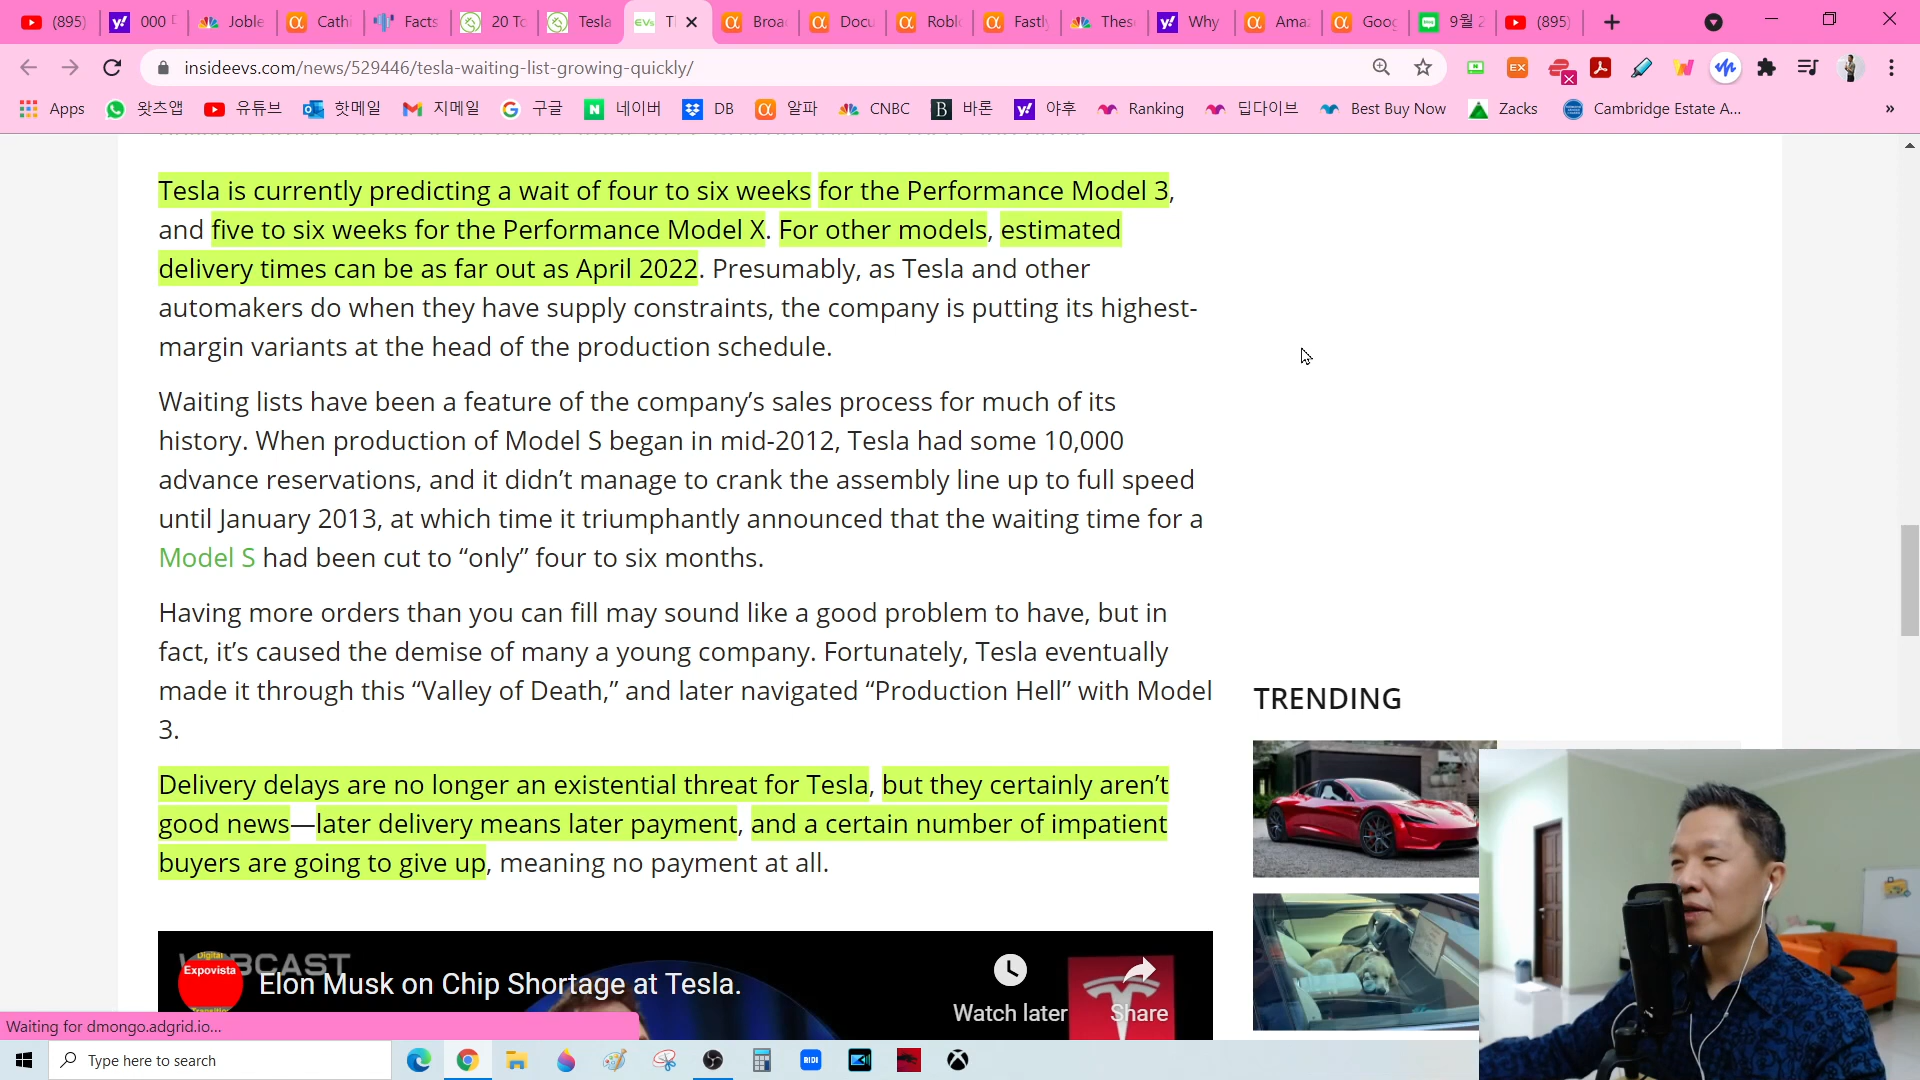 (895)
000
Joble
Cathi
Facts
20 To
Tesla
EVs
Ti
Broa
Docu
Robl
Fastly
These
Why
Ama
Goog
9월 2
(895)
insideevs.com/news/529446/tesla-waiting-list-growing-quickly/
Apps
왓츠앱
유튜브
핫메일
지메일
구글
네이버
DB
알파
CNBC
바론
야후
Ranking
딥다이브
Best Buy Now
Zacks
Cambridge Estate A...
»
Tesla is currently predicting a wait of four to six weeks for the Performance Model 3,
and five to six weeks for the Performance Model X. For other models, estimated
delivery times can be as far out as April 2022. Presumably, as Tesla and other
automakers do when they have supply constraints, the company is putting its highest-
margin variants at the head of the production schedule.
Waiting lists have been a feature of the company’s sales process for much of its
history. When production of Model S began in mid-2012, Tesla had some 10,000
advance reservations, and it didn’t manage to crank the assembly line up to full speed
until January 2013, at which time it triumphantly announced that the waiting time for a
Model S had been cut to “only” four to six months.
Having more orders than you can fill may sound like a good problem to have, but in
fact, it’s caused the demise of many a young company. Fortunately, Tesla eventually
made it through this “Valley of Death,” and later navigated “Production Hell” with Model
3.
TRENDING
Delivery delays are no longer an existential threat for Tesla, but they certainly aren’t
good news—later delivery means later payment, and a certain number of impatient
buyers are going to give up, meaning no payment at all.
Digital
Expovista
Elon Musk on Chip Shortage at Tesla.
Watch later
Share
Waiting for dmongo.adgrid.io...
Type here to search
RIDI